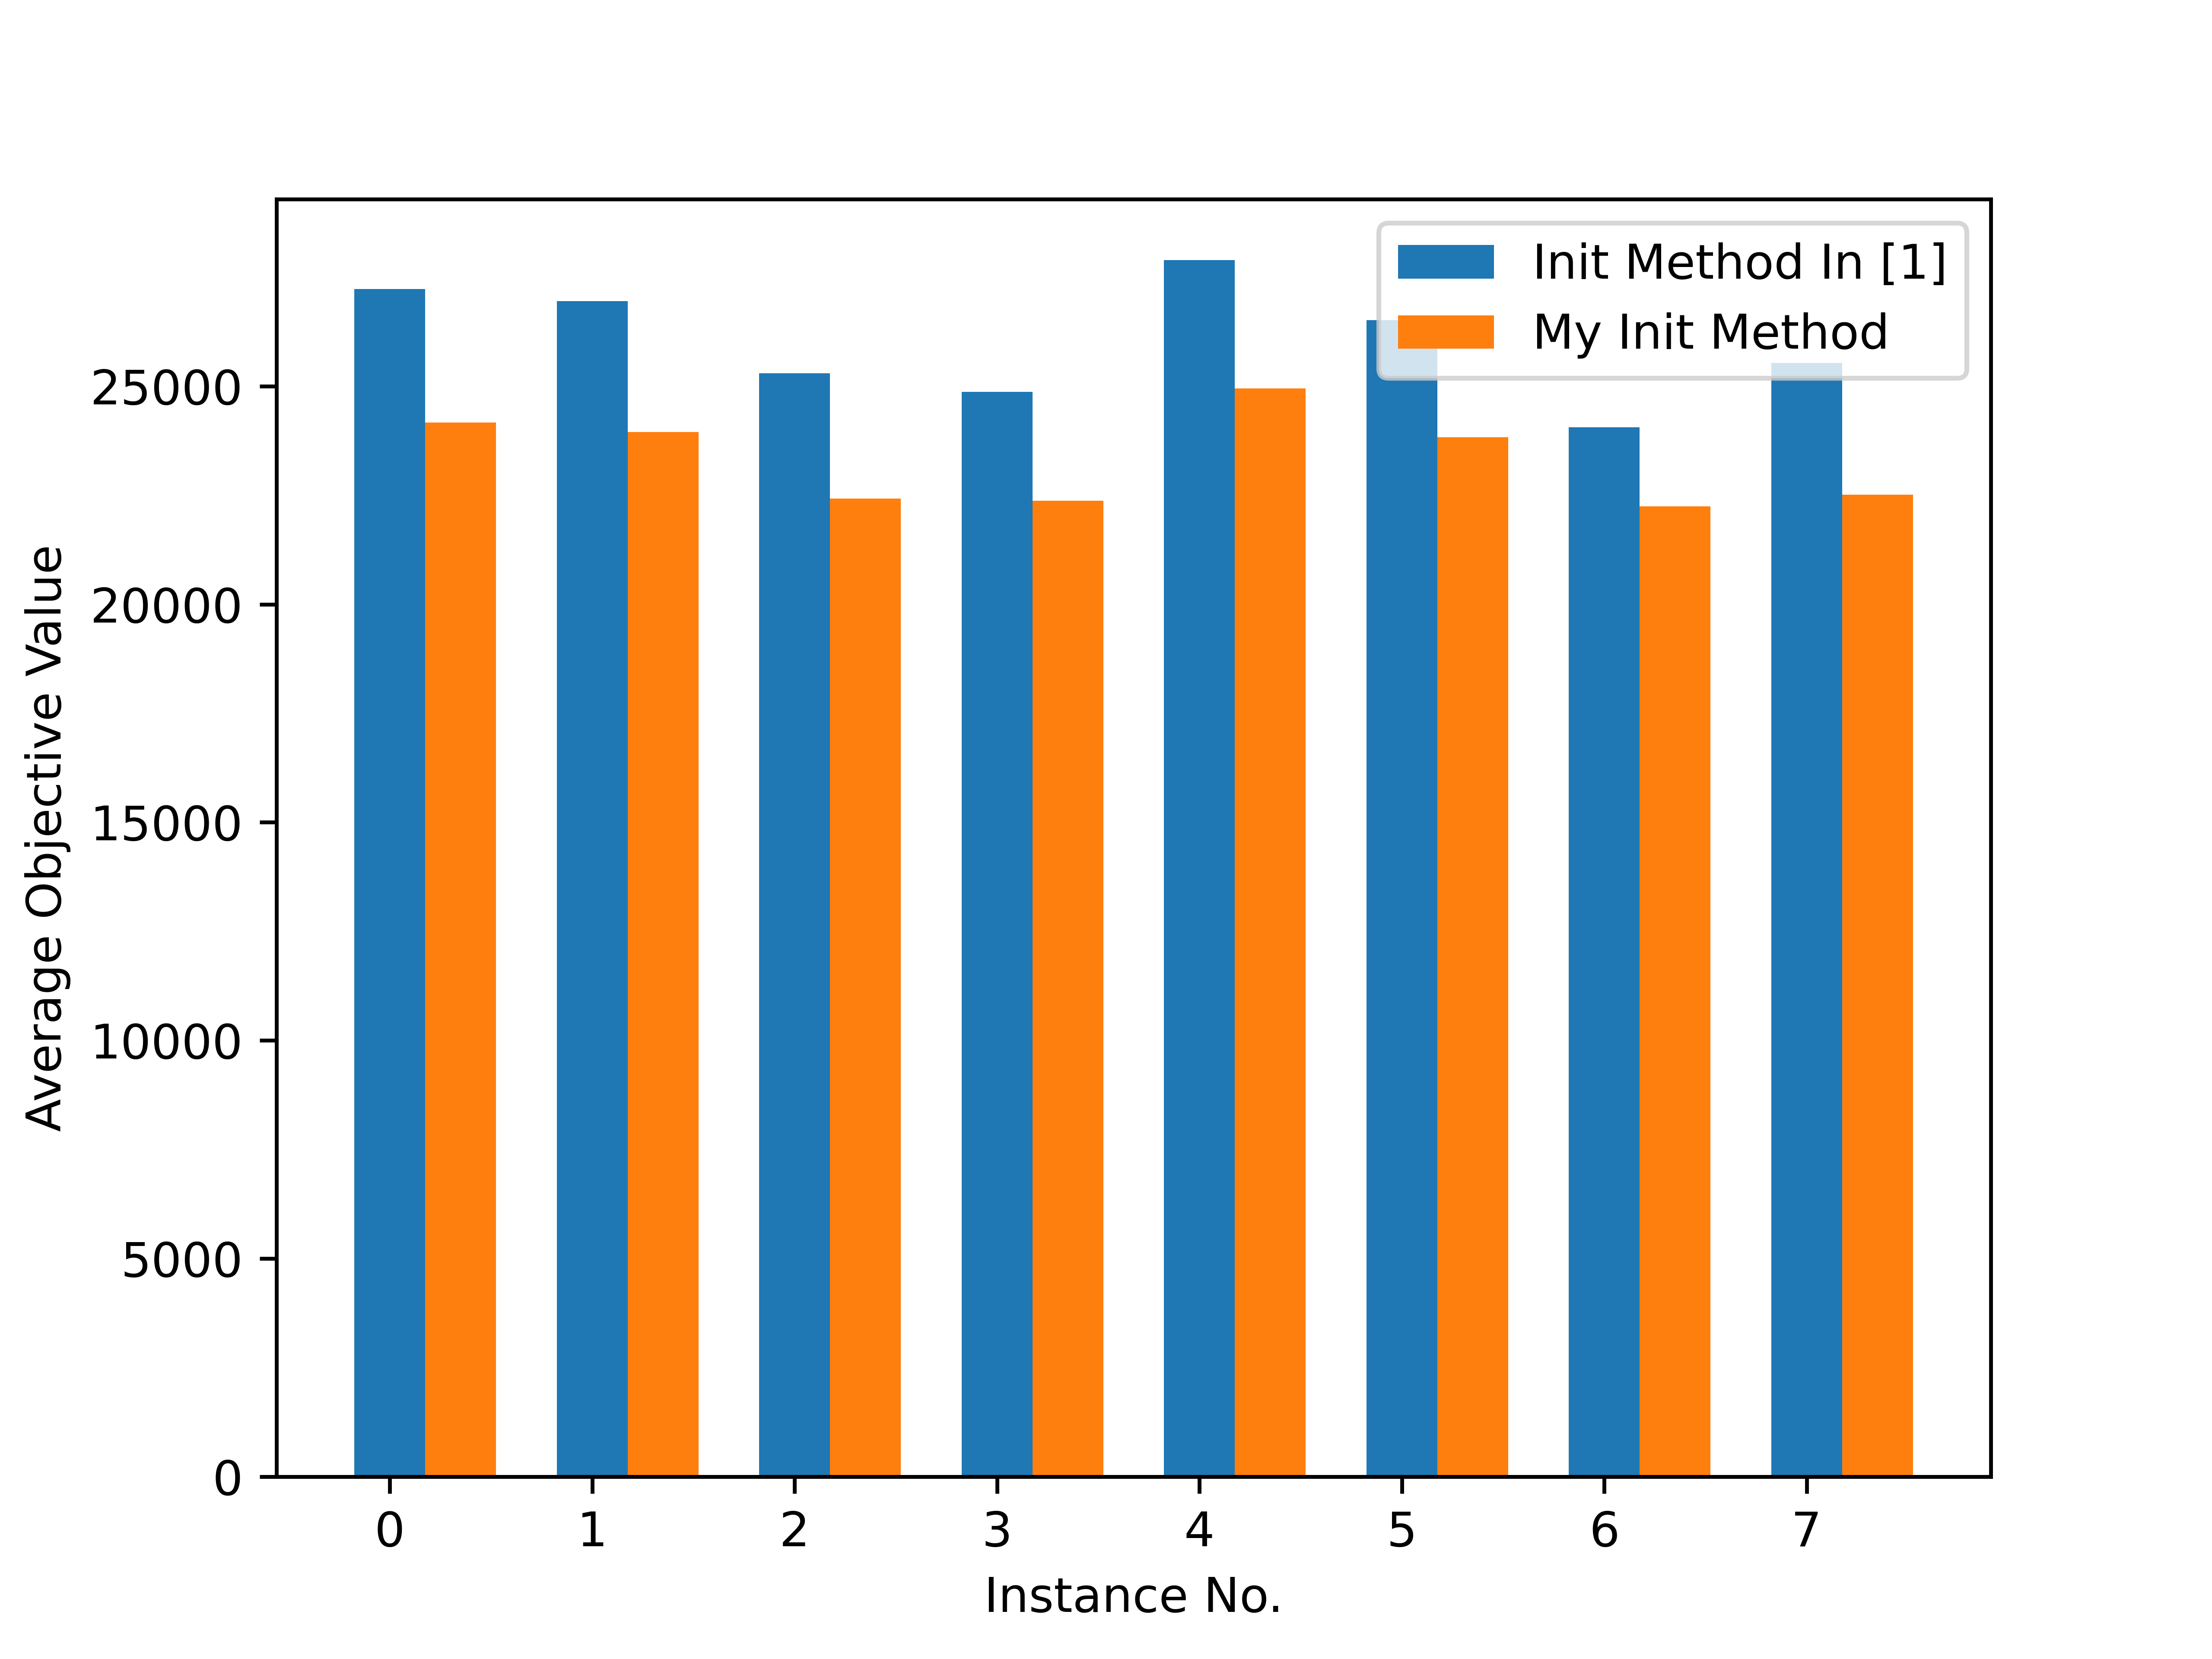 Init Method In [1]
My Init Method
Average Objective Value
25000
20000
15000
10000
5000
0
0 1 2 3 4 5 6 7
Instance No.